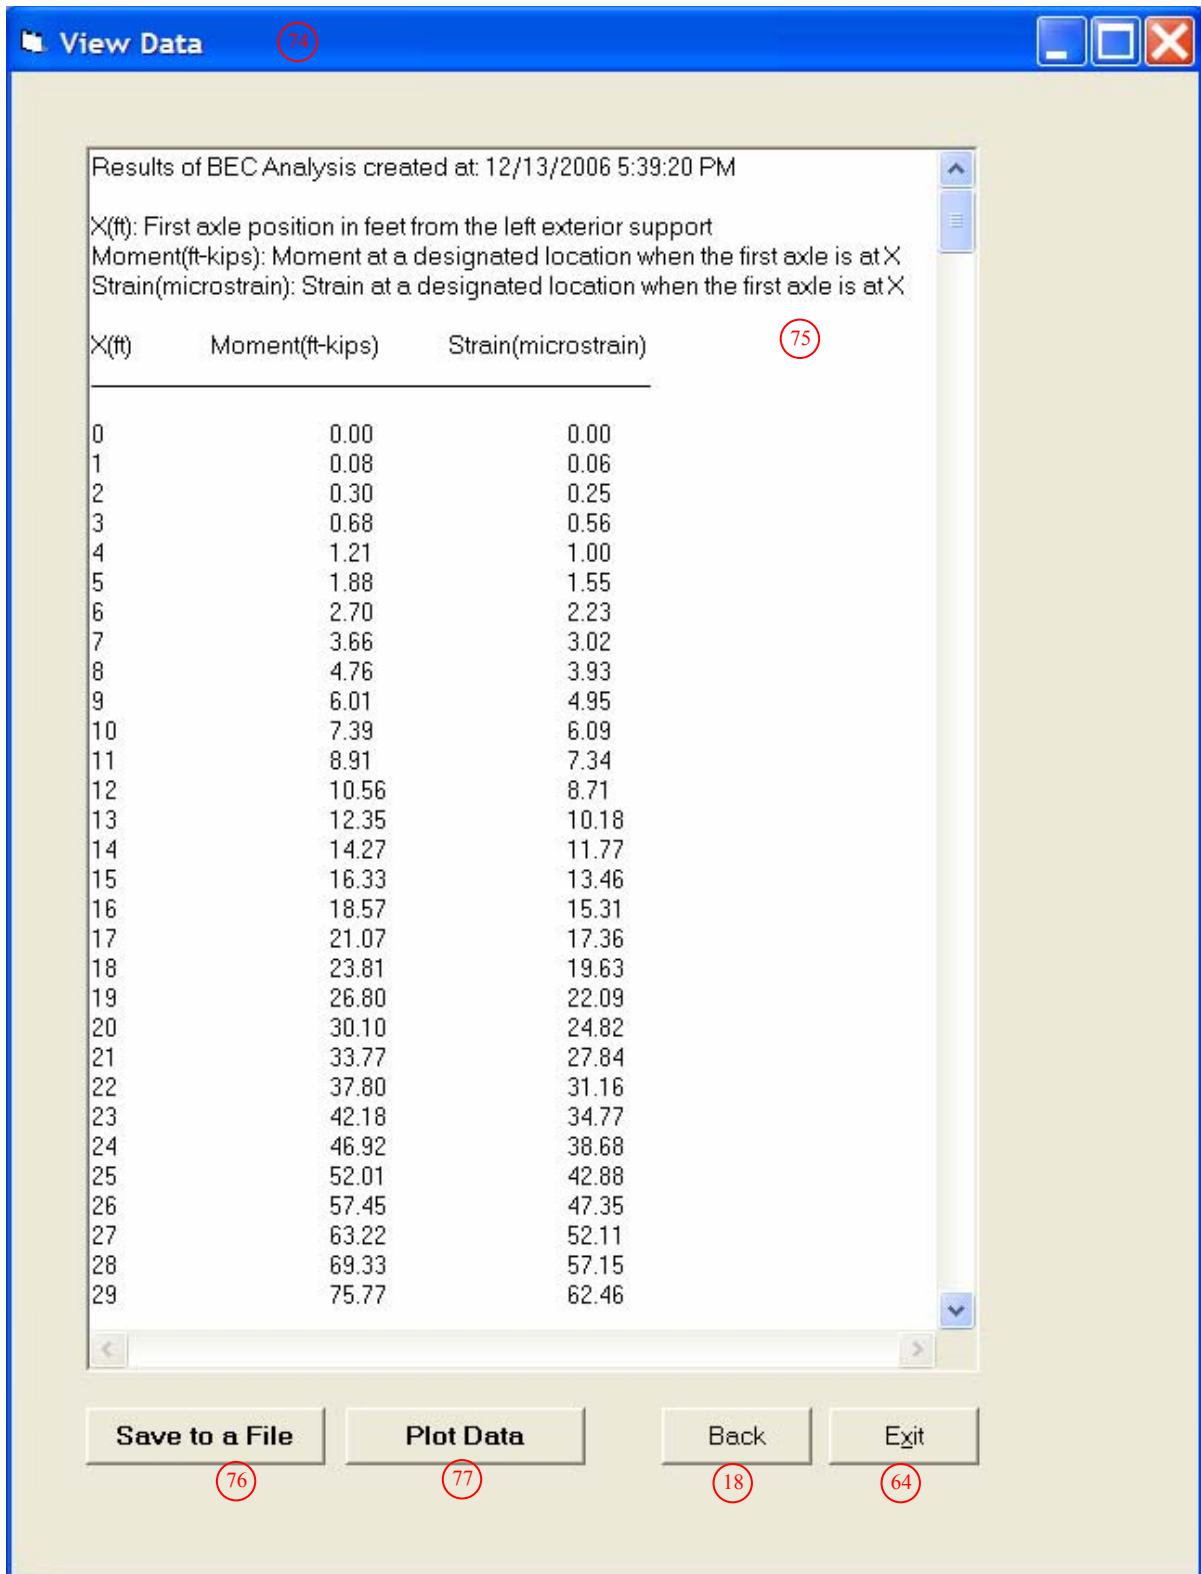 View Data 74
Results of BEC Analysis created at: 12/13/2006 5:39:20 PM
X(ft): First axle position in feet from the left exterior support
Moment(ft-kips): Moment at a designated location when the first axle is at X
Strain(microstrain): Strain at a designated location when the first axle is at X
75
X(ft) Moment(ft-kips) Strain(microstrain)
0 0.00 0.00
1 0.08 0.06
2 0.30 0.25
3 0.68 0.56
4 1.21 1.00
5 1.88 1.55
6 2.70 2.23
7 3.66 3.02
8 4.76 3.93
9 6.01 4.95
10 7.39 6.09
11 8.91 7.34
12 10.56 8.71
13 12.35 10.18
14 14.27 11.77
15 16.33 13.46
16 18.57 15.31
17 21.07 17.36
18 23.81 19.63
19 26.80 22.09
20 30.10 24.82
21 33.77 27.84
22 37.80 31.16
23 42.18 34.77
24 46.92 38.68
25 52.01 42.88
26 57.45 47.35
27 63.22 52.11
28 69.33 57.15
29 75.77 62.46
Save to a File Plot Data Back Exit
76 77 18 64